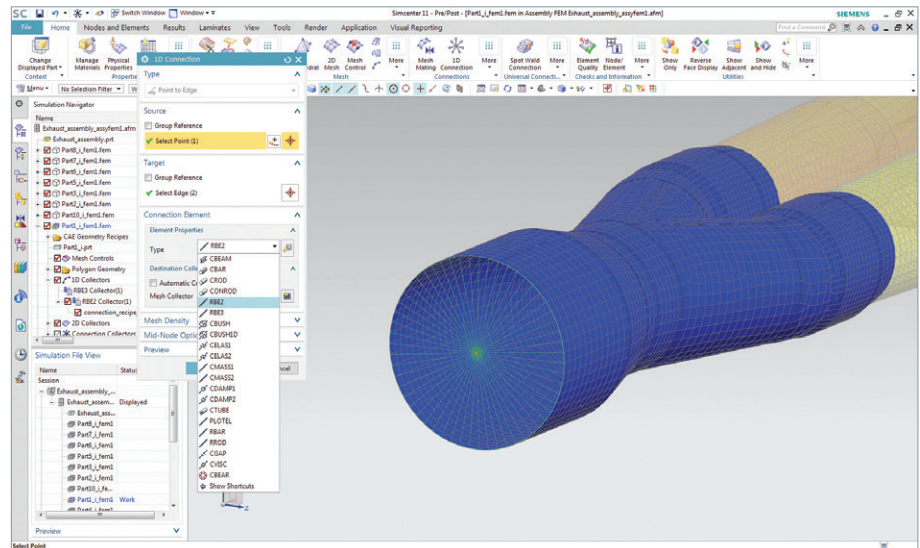 SC Switch Window Window Simcenter 11 - Pre/Post - [Part1_i_fem1.fem in Assembly FEM Exhaust_assembly_assyfem1.afm] SIEMENS
File Home Nodes and Elements Results Laminates View Tools Render Application Visual Reporting Find a Command
Change Displayed Part
Manage Materials
Physical Properties
More
2D Mesh
Mesh Control
More
Mesh Mating
1D Connection
More
Spot Weld Connection
More
Element Quality
Node/Element
More
Show Only
Reverse Face Display
Show Adjacent
Show and Hide
More
Context Mesh Connections Checks and Information Utilities
Menu No Selection Filter
Simulation Navigator
Name
Exhaust_assembly_assyfem1.afm
Exhaust_assembly.prt
Part8_i_fem1.fem
Part7_i_fem1.fem
Part6_i_fem1.fem
Part5_i_fem1.fem
Part3_i_fem1.fem
Part2_i_fem1.fem
Part10_i_fem1.fem
Part1_i_fem1.fem
CAE Geometry Recipes
Part1_i.prt
Mesh Controls
Polygon Geometry
1D Collectors
RBE3 Collector(1)
RBE2 Collector(1)
connection_recipe
2D Collectors
Connection Collectors
Simulation File View
Name Status
Session
Exhaust_assembly_...
Exhaust_assem... Displayed
Exhaust_ass...
Part8_i_fem1
Part7_i_fem1
Part6_i_fem1
Part5_i_fem1
Part3_i_fem1
Part2_i_fem1
Part10_i_fe...
Part1_i_fem1 Work
Preview
Select Point
1D Connection
Type
Point to Edge
Source
Group Reference
Select Point (1)
Target
Group Reference
Select Edge (2)
Connection Element
Element Properties
Type RBE2
Destination Colle
Automatic C
Mesh Collector
Mesh Density
Mid-Node Optio
Preview
CBEAM
CBAR
CROD
CONROD
RBE2
RBE3
CBUSH
CBUSH1D
CELAS1
CELAS2
CMASS1
CMASS2
CDAMP1
CDAMP2
CTUBE
PLOTEL
RBAR
RROD
CGAP
CVISC
CBEAR
Show Shortcuts
Z